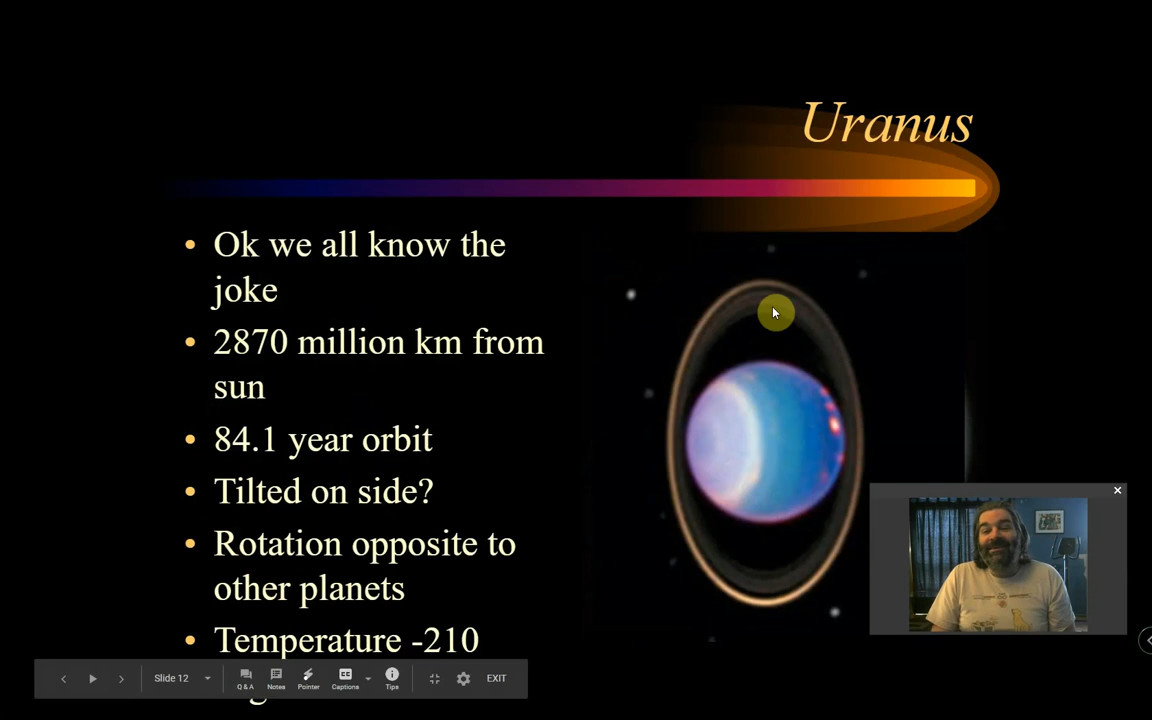 Uranus
• Ok we all know the
joke
• 2870 million km from
sun
• 84.1 year orbit
• Tilted on side?
• Rotation opposite to
other planets
• Temperature -210
Slide 12
Q & A
Notes
Pointer
Captions
Tips
EXIT